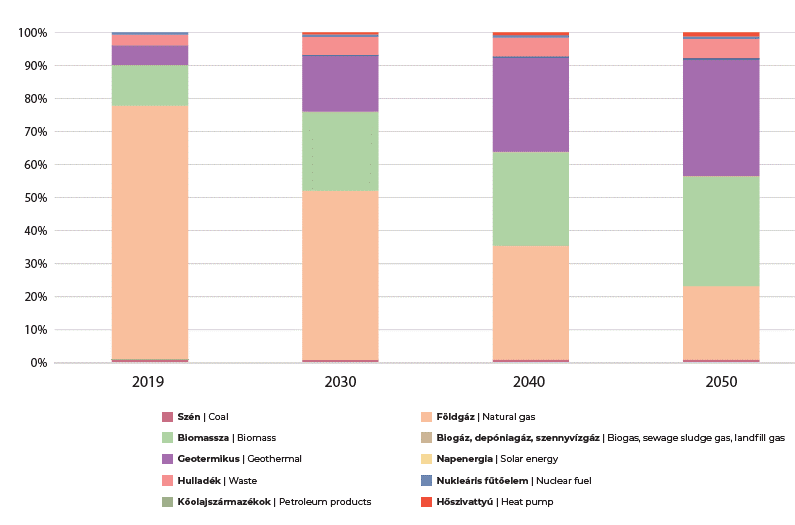 100%
90%
80%
70%
60%
50%
40%
30%
20%
10%
0%
2019 2030 2040 2050
Szén | Coal
Földgáz | Natural gas
Biomassza | Biomass
Biogáz, depóniagáz, szennyvízgáz | Biogas, sewage sludge gas, landfill gas
Geotermikus | Geothermal
Napenergia | Solar energy
Hulladék | Waste
Nukleáris fűtőelem | Nuclear fuel
Kőolajszármazékok | Petroleum products
Hőszivattyú | Heat pump